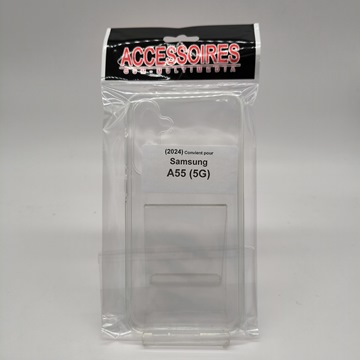 ACCESSOIRES
(2024) Convient pour
Samsung
A55 (5G)